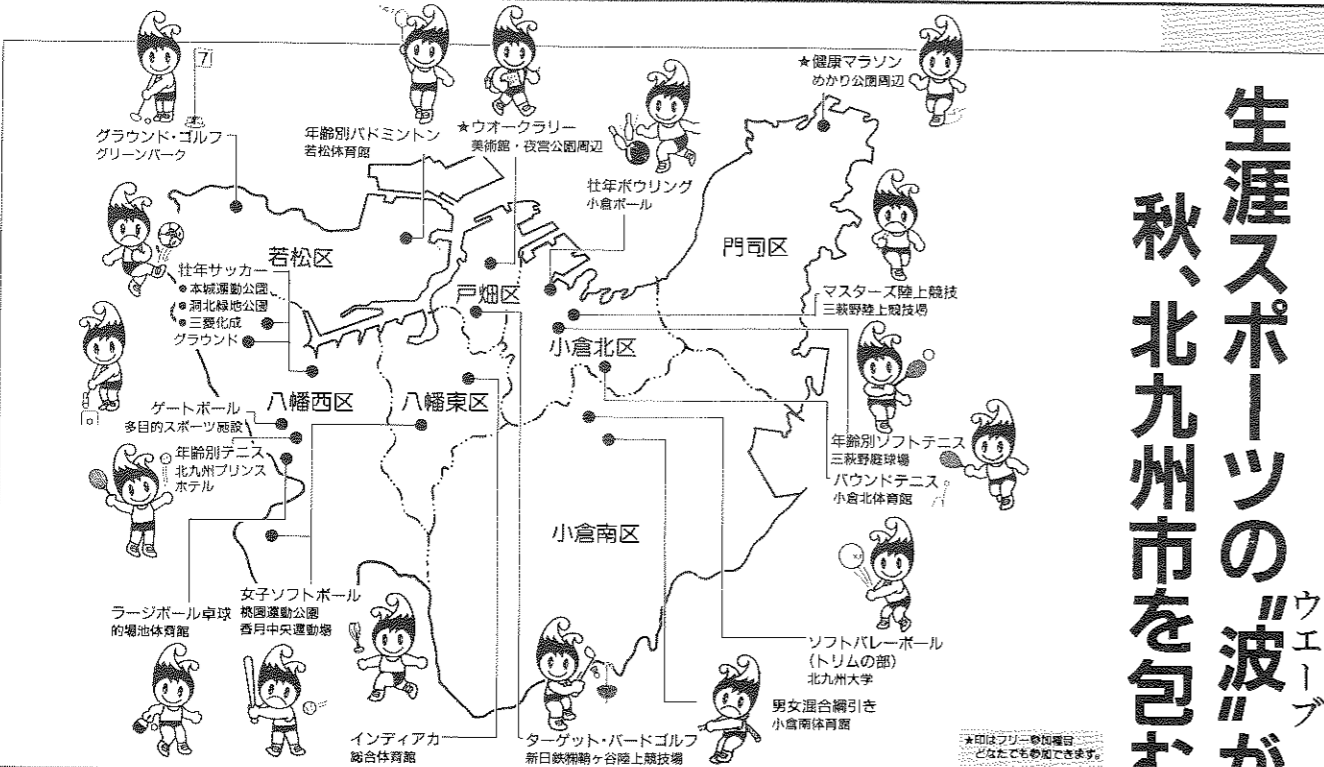 生涯スポーツの〝波〟が
ウエーブ
秋、北九州市を包む
7
グラウンド・ゴルフ
グリーンパーク
年齢別バドミントン
若松体育館
★ウオークラリー
美術館・夜宮公園周辺
壮年ボウリング
小倉ボール
★健康マラソン
めかり公園周辺
若松区
戸畑区
門司区
小倉北区
八幡西区
八幡東区
小倉南区
壮年サッカー
●本城運動公園
●洞北緑地公園
●三菱化成
グラウンド
マスターズ陸上競技
三萩野陸上競技場
ゲートボール
多目的スポーツ施設
年齢別テニス
北九州プリンス
ホテル
年齢別ソフトテニス
三萩野庭球場
バウンドテニス
小倉北体育館
ラージボール卓球
的場池体育館
女子ソフトボール
桃園運動公園
香月中央運動場
インディアカ
総合体育館
ターゲット・バードゴルフ
新日鉄㈱鞘ヶ谷陸上競技場
ソフトバレーボール
(トリムの部)
北九州大学
男女混合綱引き
小倉南体育館
★印はフリー参加種目
どなたでも参加できます。